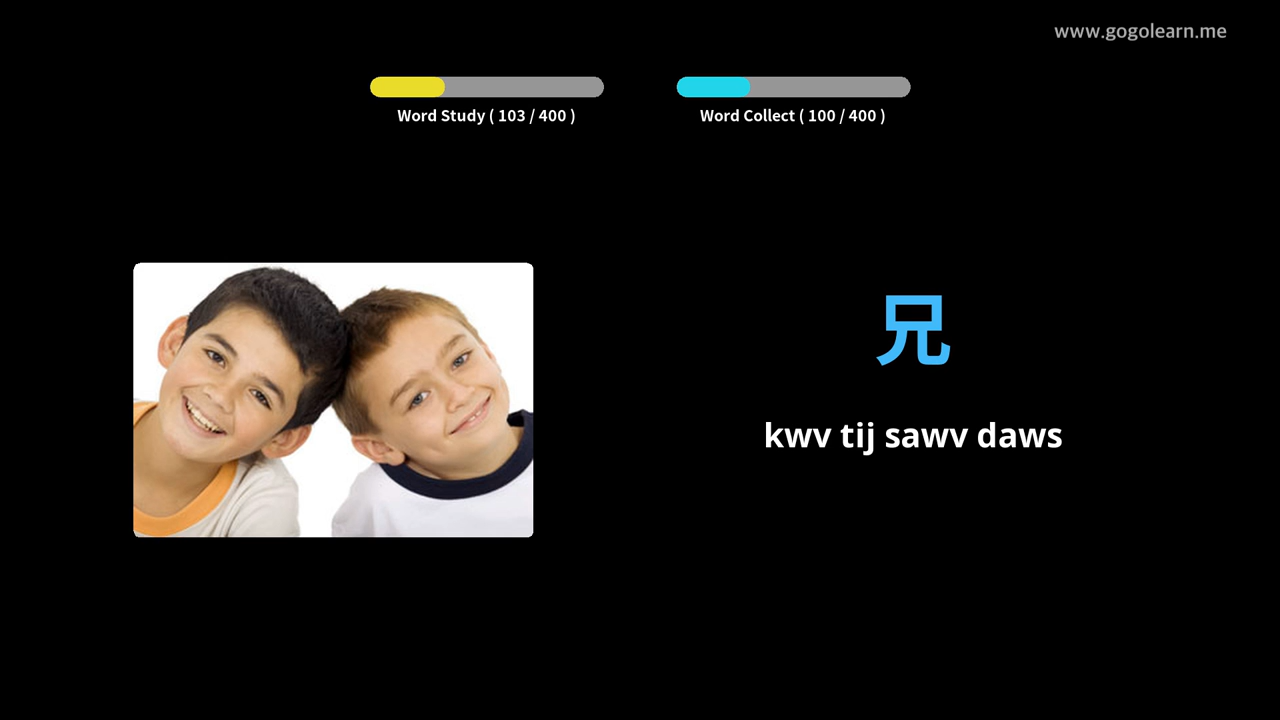 www.gogolearn.me
Word Study ( 103 / 400 )
Word Collect ( 100 / 400 )
兄
kwv tij sawv daws